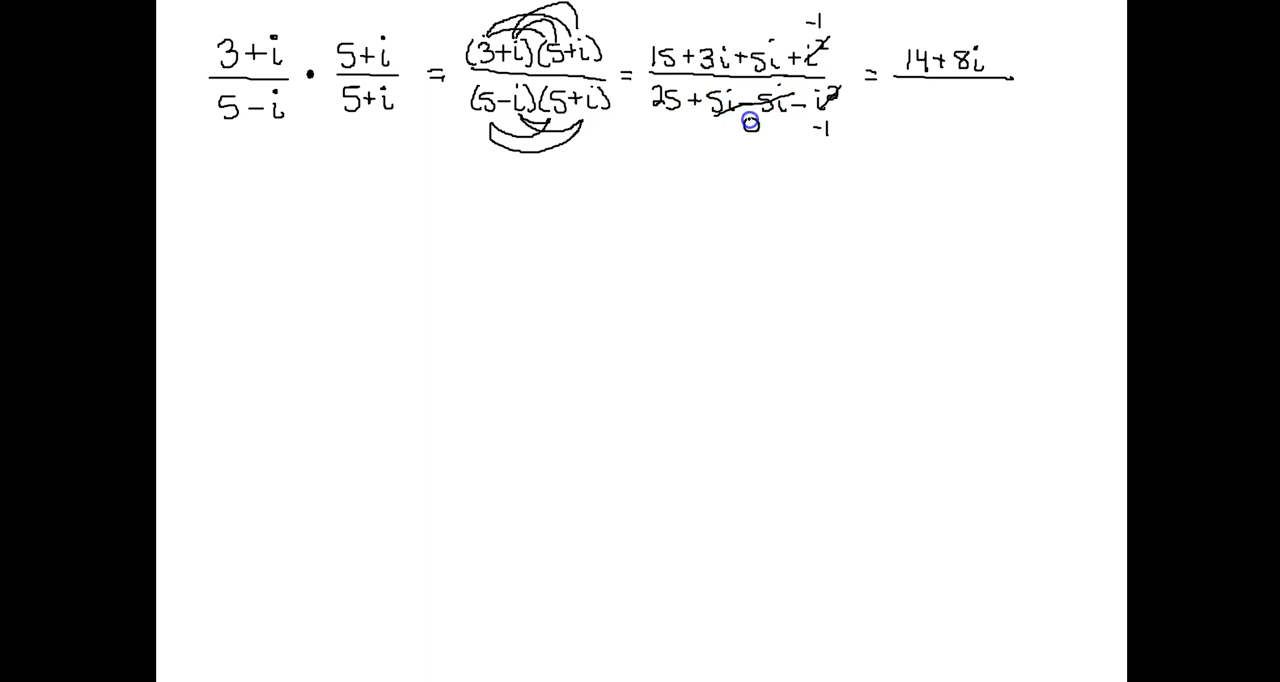 3+i/5-i • 5+i/5+i = (3+i)(5+i)/(5-i)(5+i) = 15+3i+5i+i² -1/25+5i-5i-i² 0 -1 = 14+8i